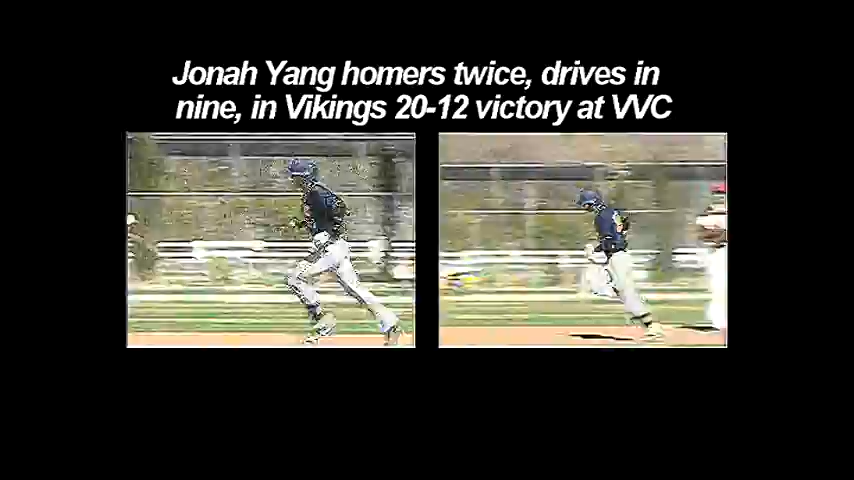 Jonah Yang homers twice, drives in
nine, in Vikings 20-12 victory at VVC